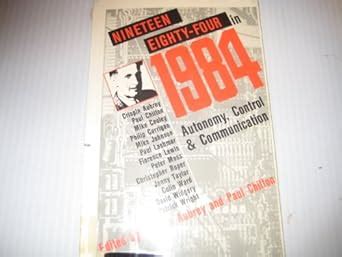 NINETEEN
EIGHTY-FOUR in
1984
Autonomy, Control
& Communication
Crispin Aubrey
Paul Chilton
Mike Cooley
Philip Corrigan
Mike Johnson
Paul Lashmar
Florence Lewis
Peter Moss
Christopher Roper
Jenny Taylor
Colin Ward
David Widgery
Patrick Wright
Edited by Aubrey and Paul Chilton